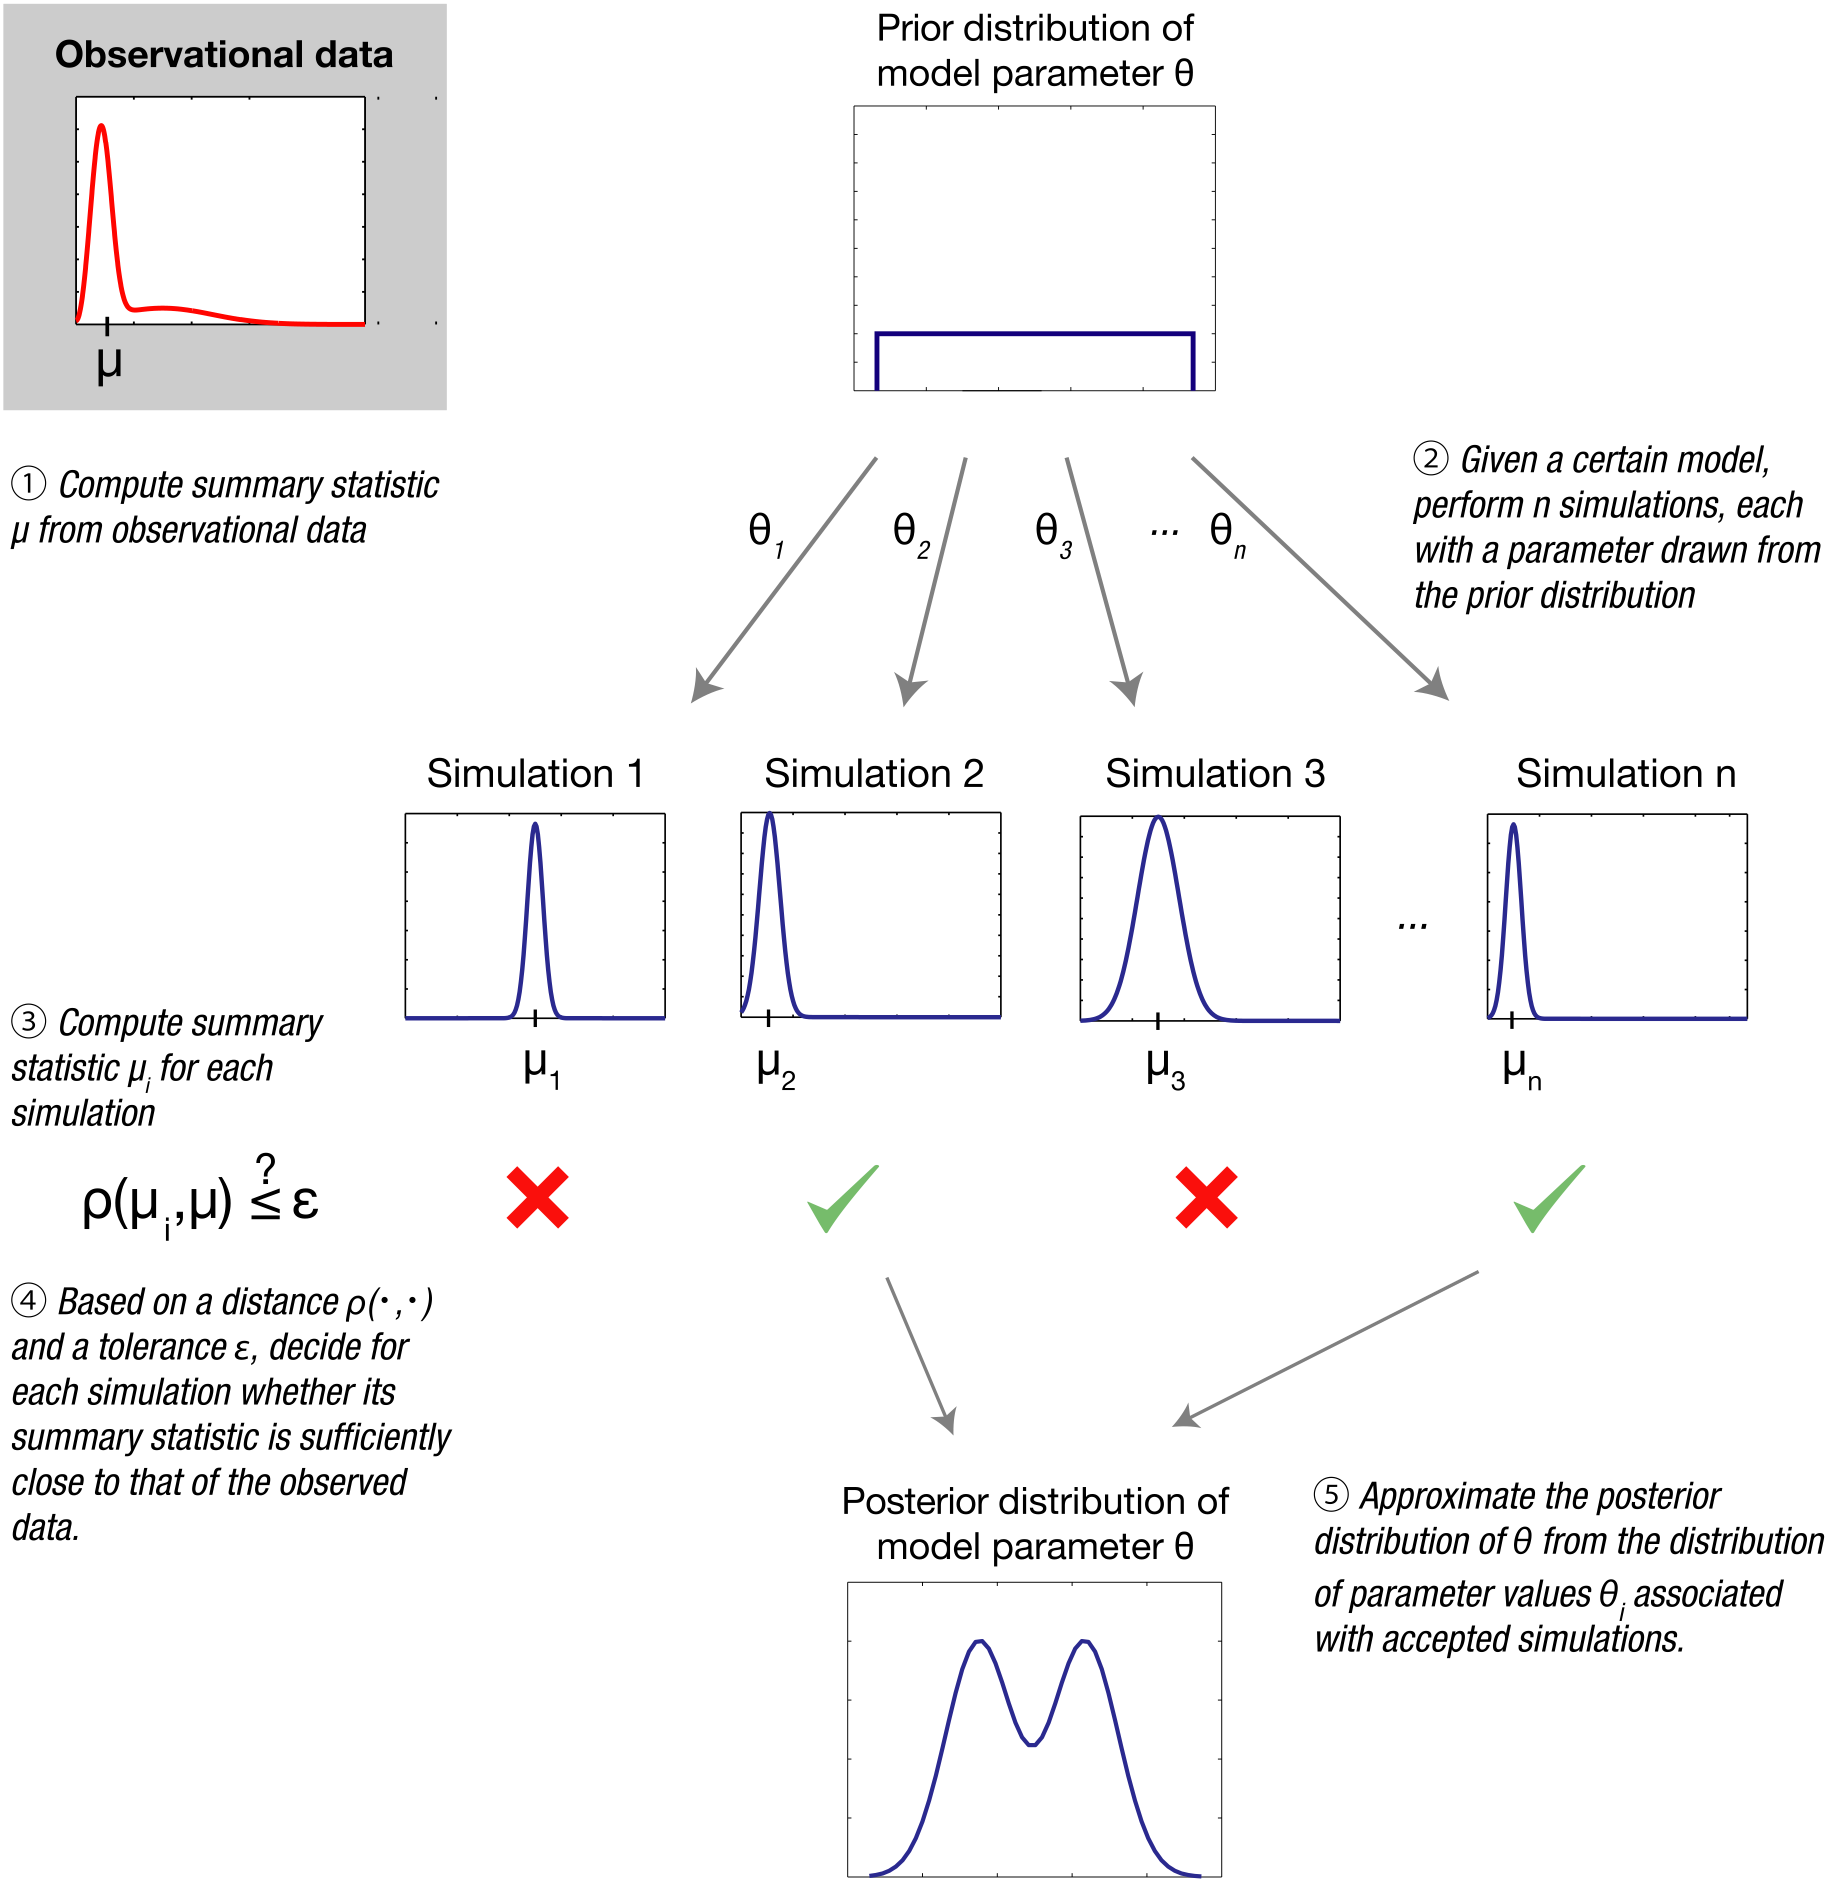 Observational data
μ
Prior distribution of
model parameter θ
① Compute summary statistic
μ from observational data
② Given a certain model,
perform n simulations, each
with a parameter drawn from
the prior distribution
θ1 θ2 θ3 ... θn
Simulation 1 Simulation 2 Simulation 3 Simulation n
...
μ1 μ2 μ3 μn
③ Compute summary
statistic μi for each
simulation
?
ρ(μi,μ) ≤ ε
④ Based on a distance ρ(·,·)
and a tolerance ε, decide for
each simulation whether its
summary statistic is sufficiently
close to that of the observed
data.
Posterior distribution of
model parameter θ
⑤ Approximate the posterior
distribution of θ from the distribution
of parameter values θi associated
with accepted simulations.